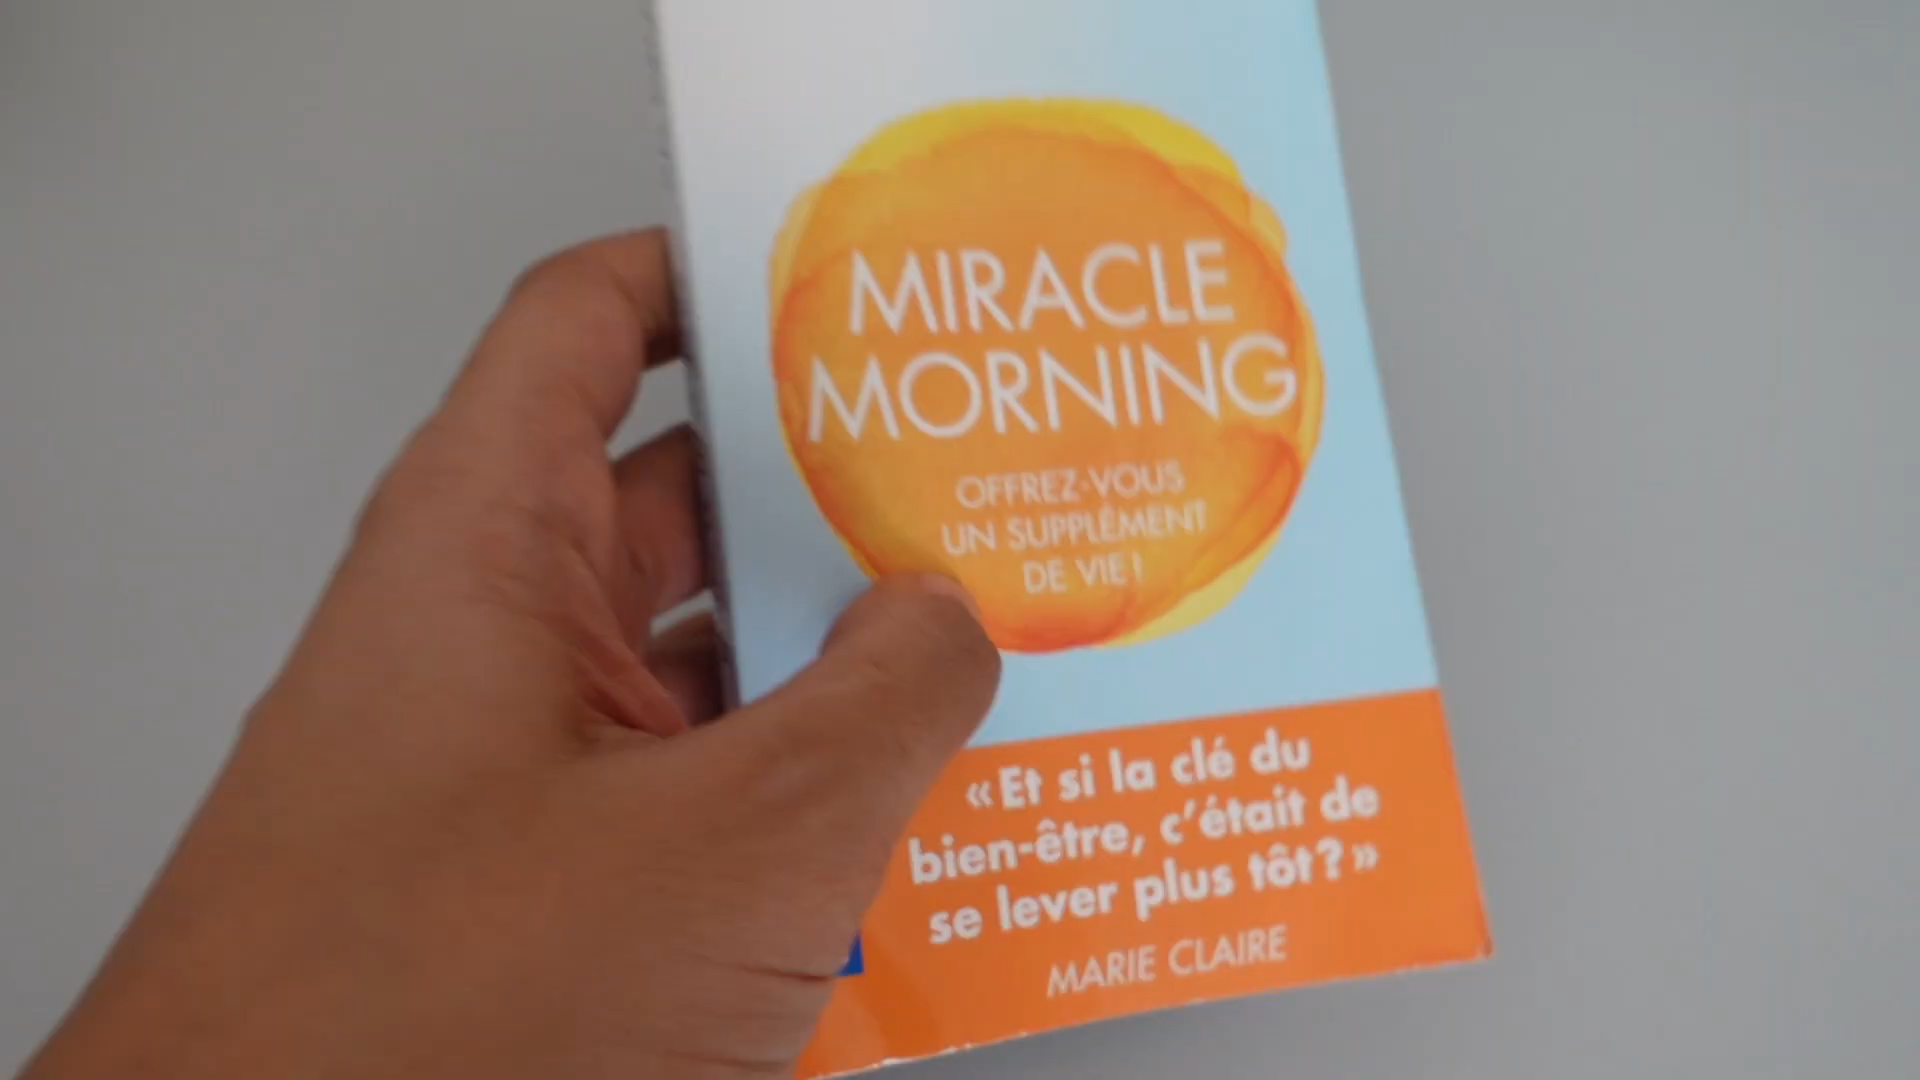 MIRACLE
MORNING
OFFREZ-VOUS
UN SUPPLÉMENT
DE VIE !
«Et si la clé du
bien-être, c'était de
se lever plus tôt?»
MARIE CLAIRE